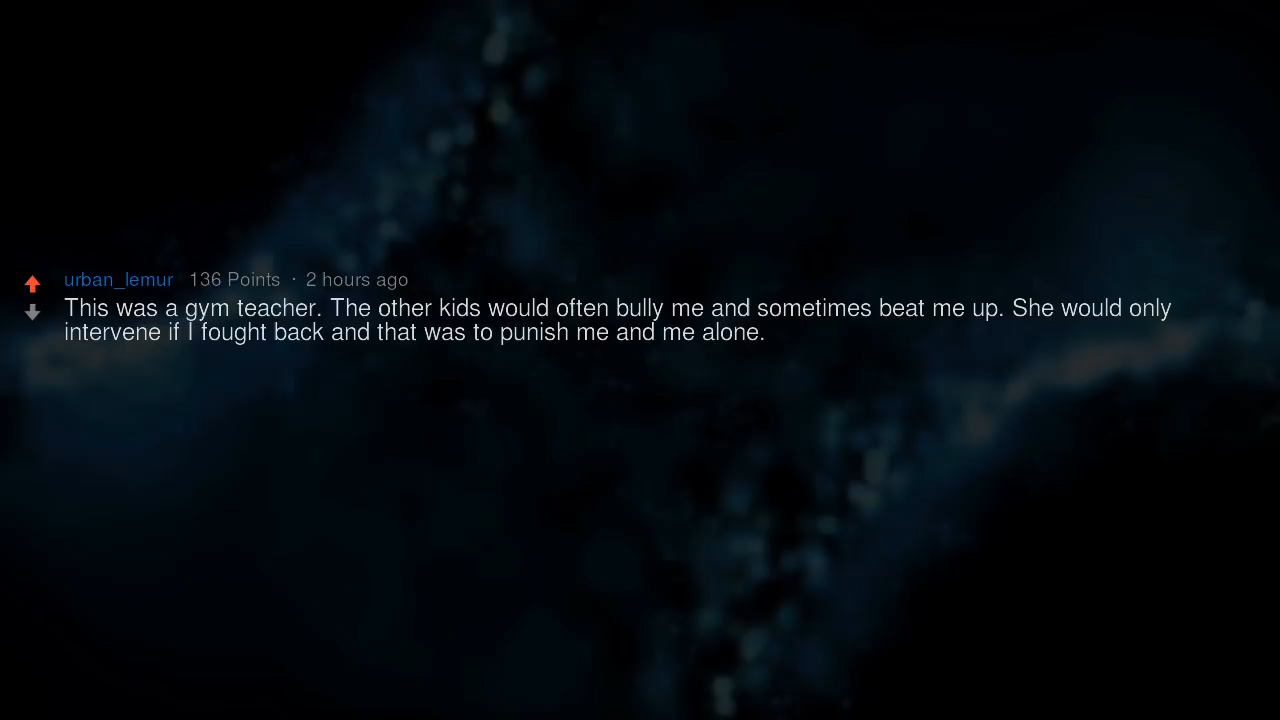 urban_lemur 136 Points · 2 hours ago
This was a gym teacher. The other kids would often bully me and sometimes beat me up. She would only
intervene if I fought back and that was to punish me and me alone.